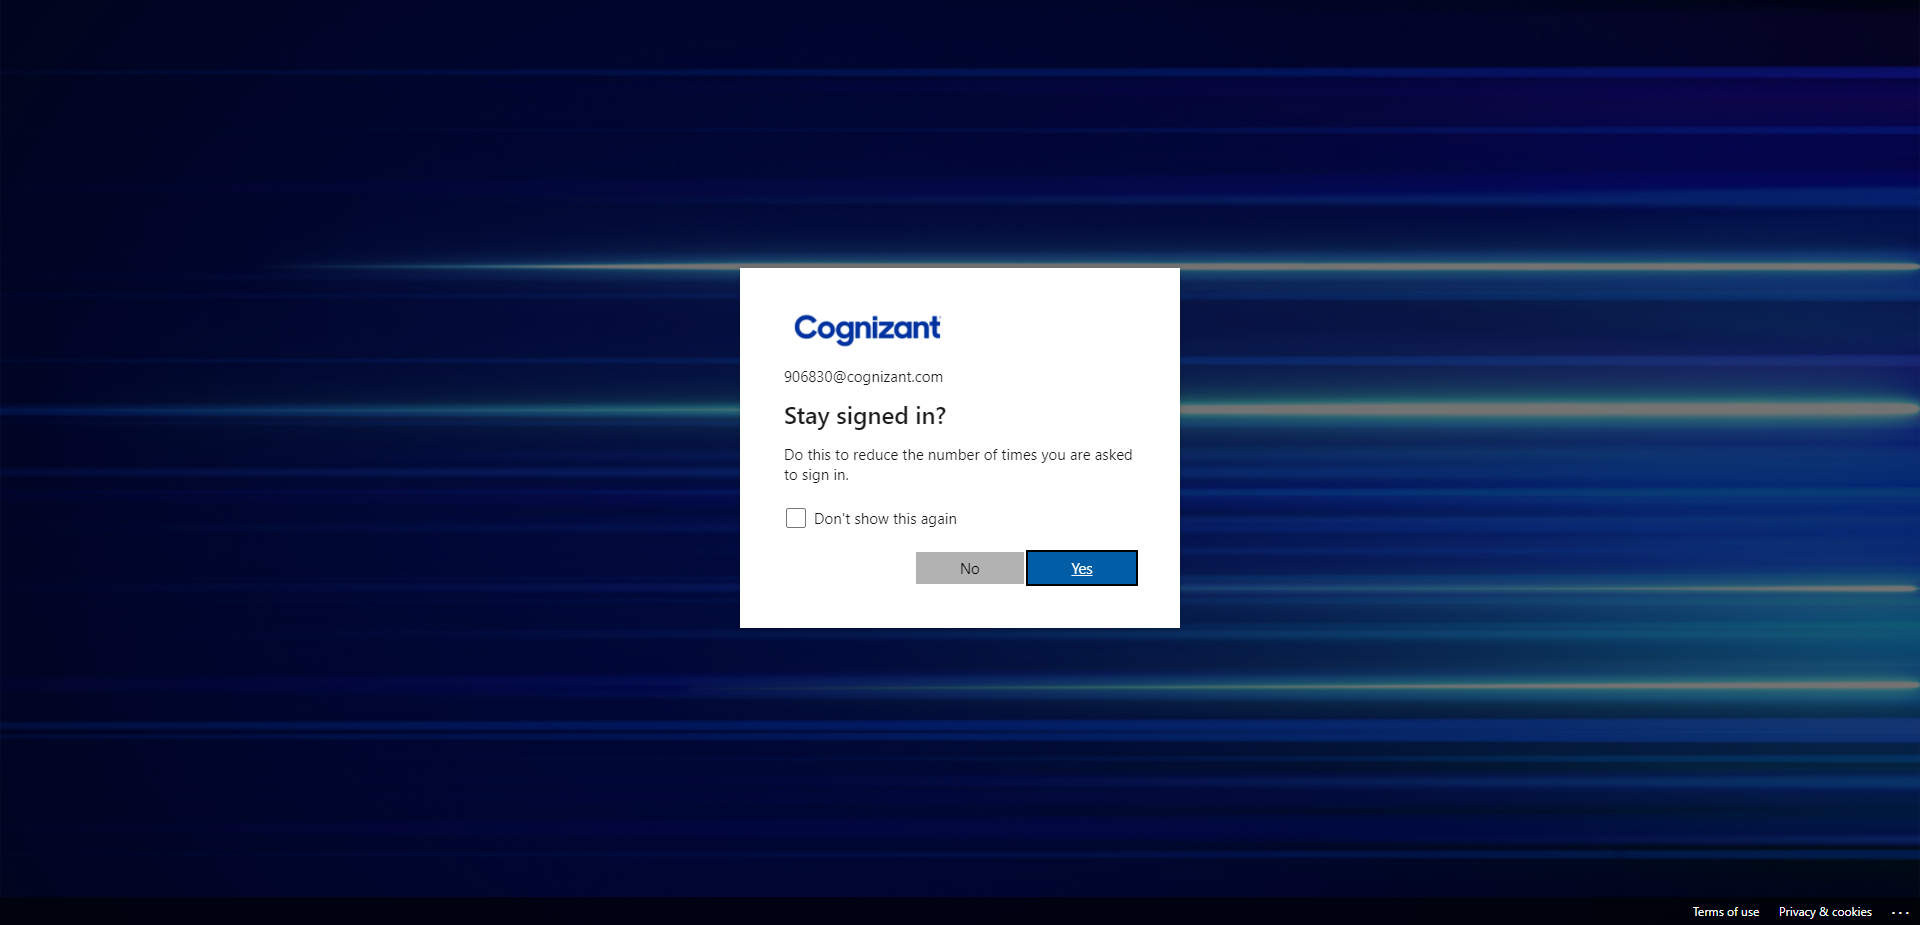 Cognizant
906830@cognizant.com
Stay signed in?
Do this to reduce the number of times you are asked
to sign in.
Don't show this again
No
Yes
Terms of use
Privacy & cookies
...